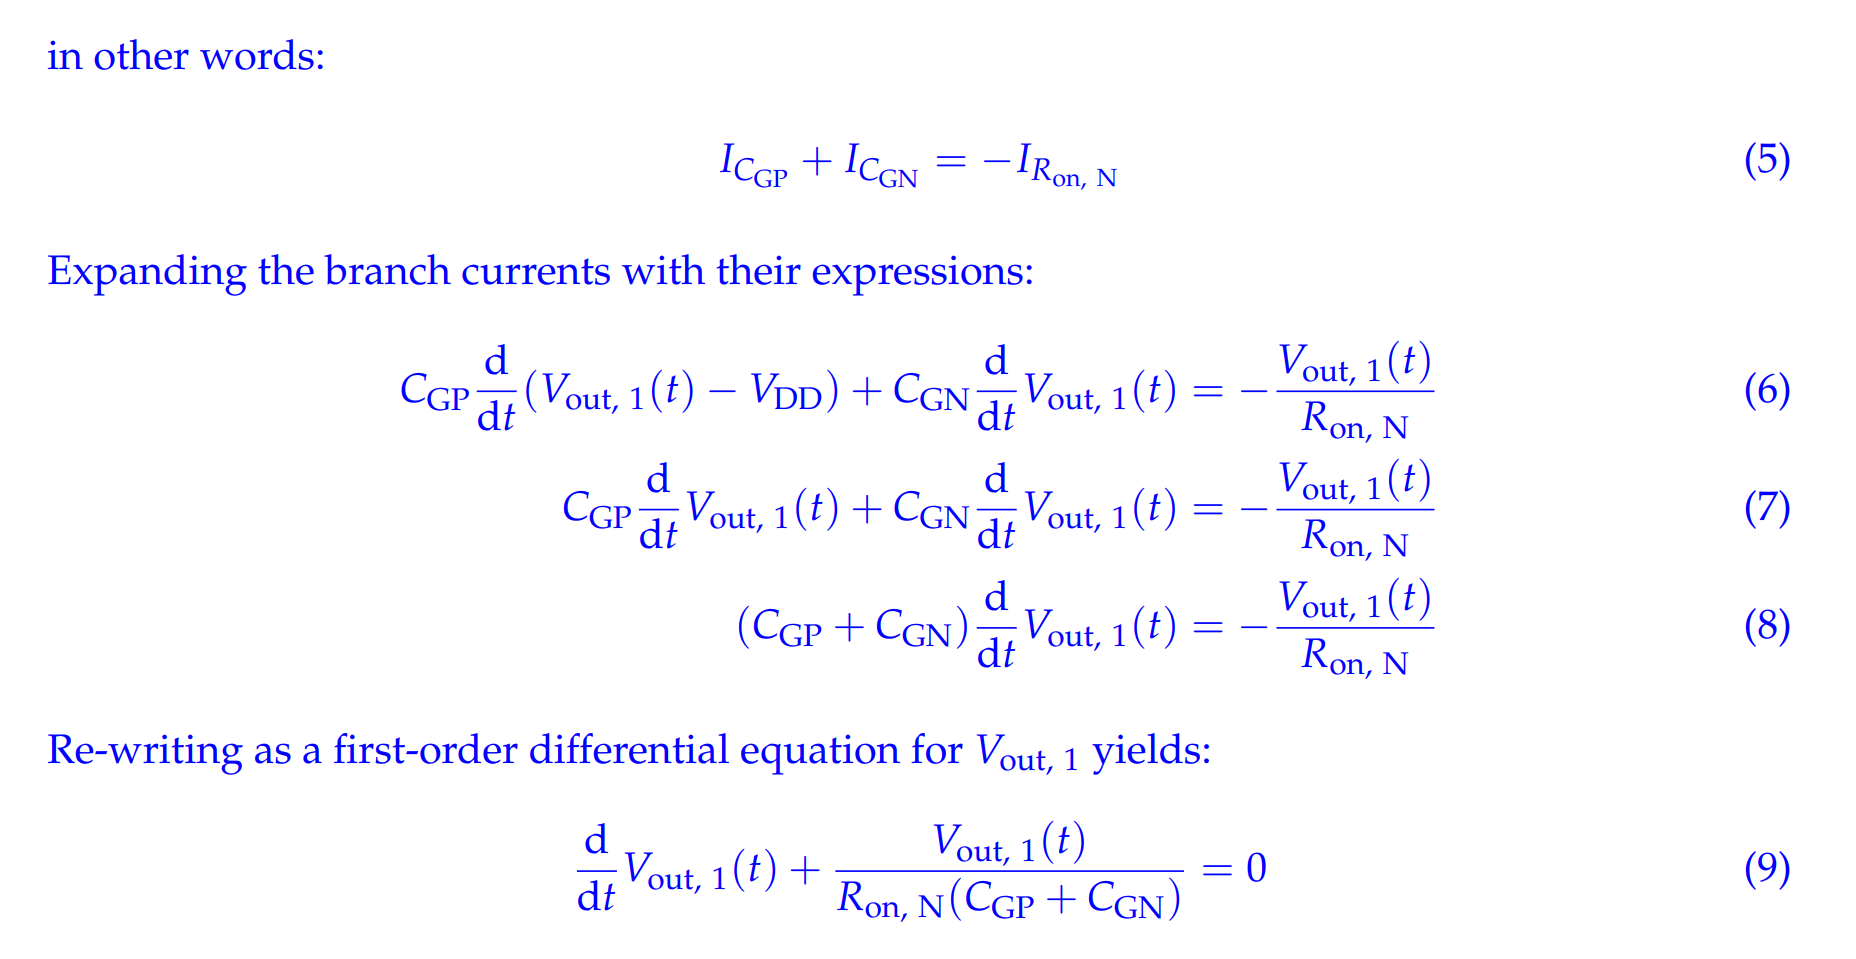 in other words:
$I_{C_{\text{GP}}} + I_{C_{\text{GN}}} = -I_{R_{\text{on, N}}}$ (5)
Expanding the branch currents with their expressions:
$C_{\text{GP}} \frac{\text{d}}{\text{d}t} (V_{\text{out, 1}}(t) - V_{\text{DD}}) + C_{\text{GN}} \frac{\text{d}}{\text{d}t} V_{\text{out, 1}}(t) = -\frac{V_{\text{out, 1}}(t)}{R_{\text{on, N}}}$ (6)
$C_{\text{GP}} \frac{\text{d}}{\text{d}t} V_{\text{out, 1}}(t) + C_{\text{GN}} \frac{\text{d}}{\text{d}t} V_{\text{out, 1}}(t) = -\frac{V_{\text{out, 1}}(t)}{R_{\text{on, N}}}$ (7)
$(C_{\text{GP}} + C_{\text{GN}}) \frac{\text{d}}{\text{d}t} V_{\text{out, 1}}(t) = -\frac{V_{\text{out, 1}}(t)}{R_{\text{on, N}}}$ (8)
Re-writing as a first-order differential equation for $V_{\text{out, 1}}$ yields:
$\frac{\text{d}}{\text{d}t} V_{\text{out, 1}}(t) + \frac{V_{\text{out, 1}}(t)}{R_{\text{on, N}}(C_{\text{GP}} + C_{\text{GN}})} = 0$ (9)